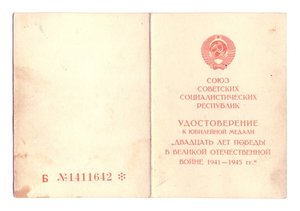 Б №1411642 ✻
СОЮЗ
СОВЕТСКИХ
СОЦИАЛИСТИЧЕСКИХ
РЕСПУБЛИК
УДОСТОВЕРЕНИЕ
К ЮБИЛЕЙНОЙ МЕДАЛИ
„ДВАДЦАТЬ ЛЕТ ПОБЕДЫ
В ВЕЛИКОЙ ОТЕЧЕСТВЕННОЙ
ВОЙНЕ 1941—1945 гг.“